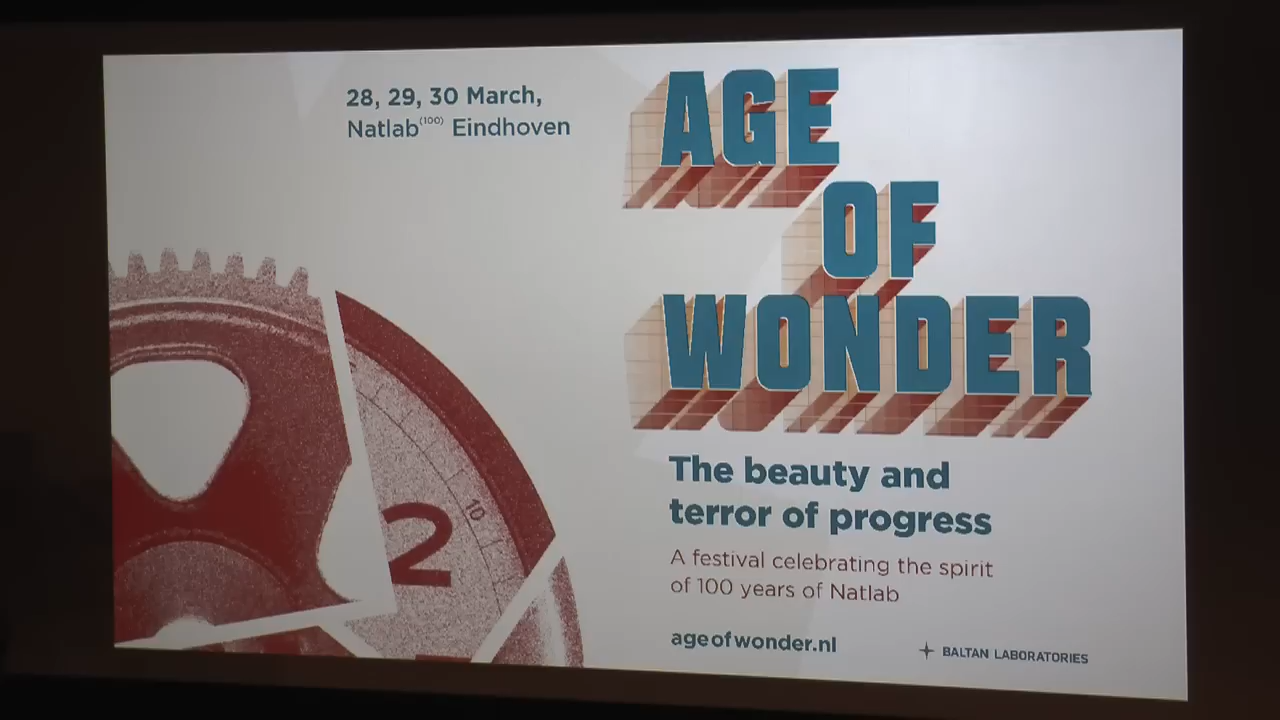 28, 29, 30 March,
Natlab(100) Eindhoven
AGE
OF
WONDER
The beauty and
terror of progress
A festival celebrating the spirit
of 100 years of Natlab
ageofwonder.nl
BALTAN LABORATORIES
10
2